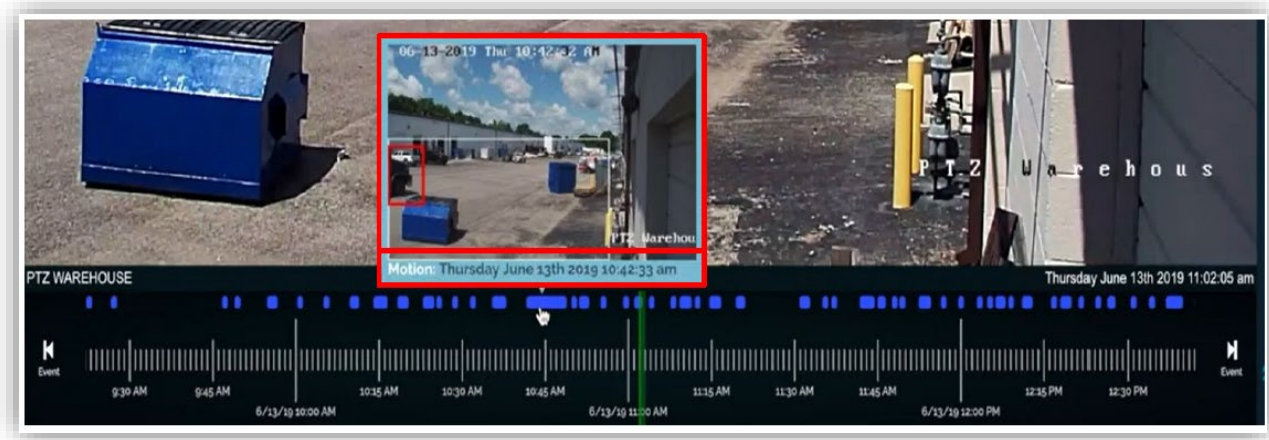 06-13-2019 Thu 10:42:32 AM
PTZ Warehous
PTZ Warehou
Motion: Thursday June 13th 2019 10:42:33 am
PTZ WAREHOUSE
Thursday June 13th 2019 11:02:05 am
Event
Event
9:30 AM 9:45 AM 10:15 AM 10:30 AM 10:45 AM 11:15 AM 11:30 AM 11:45 AM 12:15 PM 12:30 PM
6/13/19 10:00 AM 6/13/19 11:00 AM 6/13/19 12:00 PM